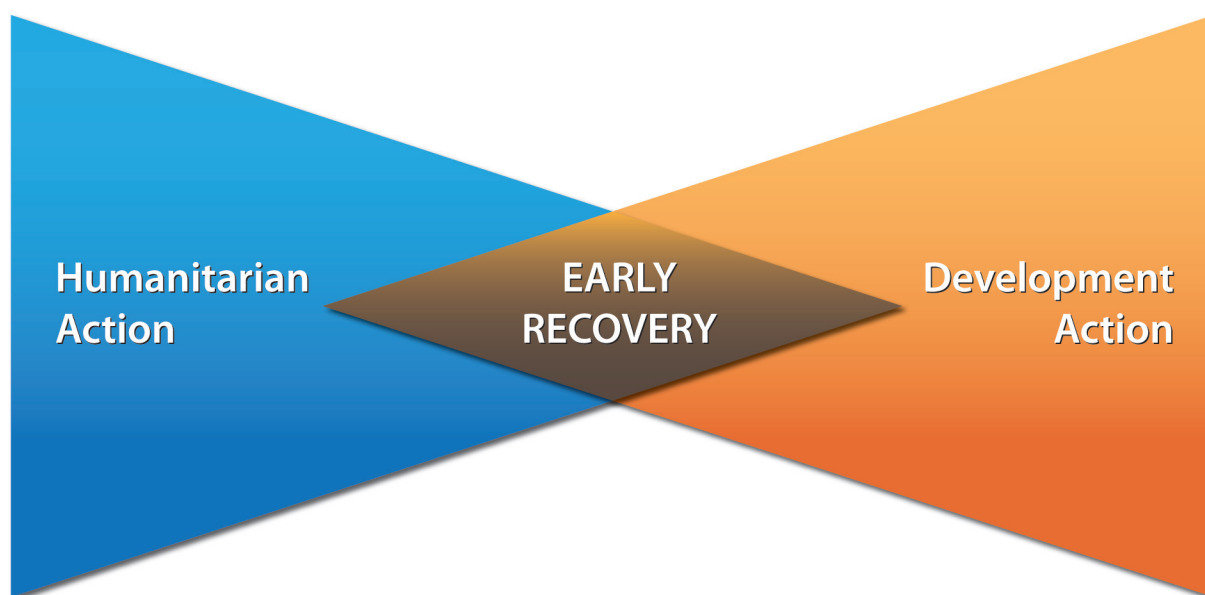 Humanitarian
Action
EARLY
RECOVERY
Development
Action